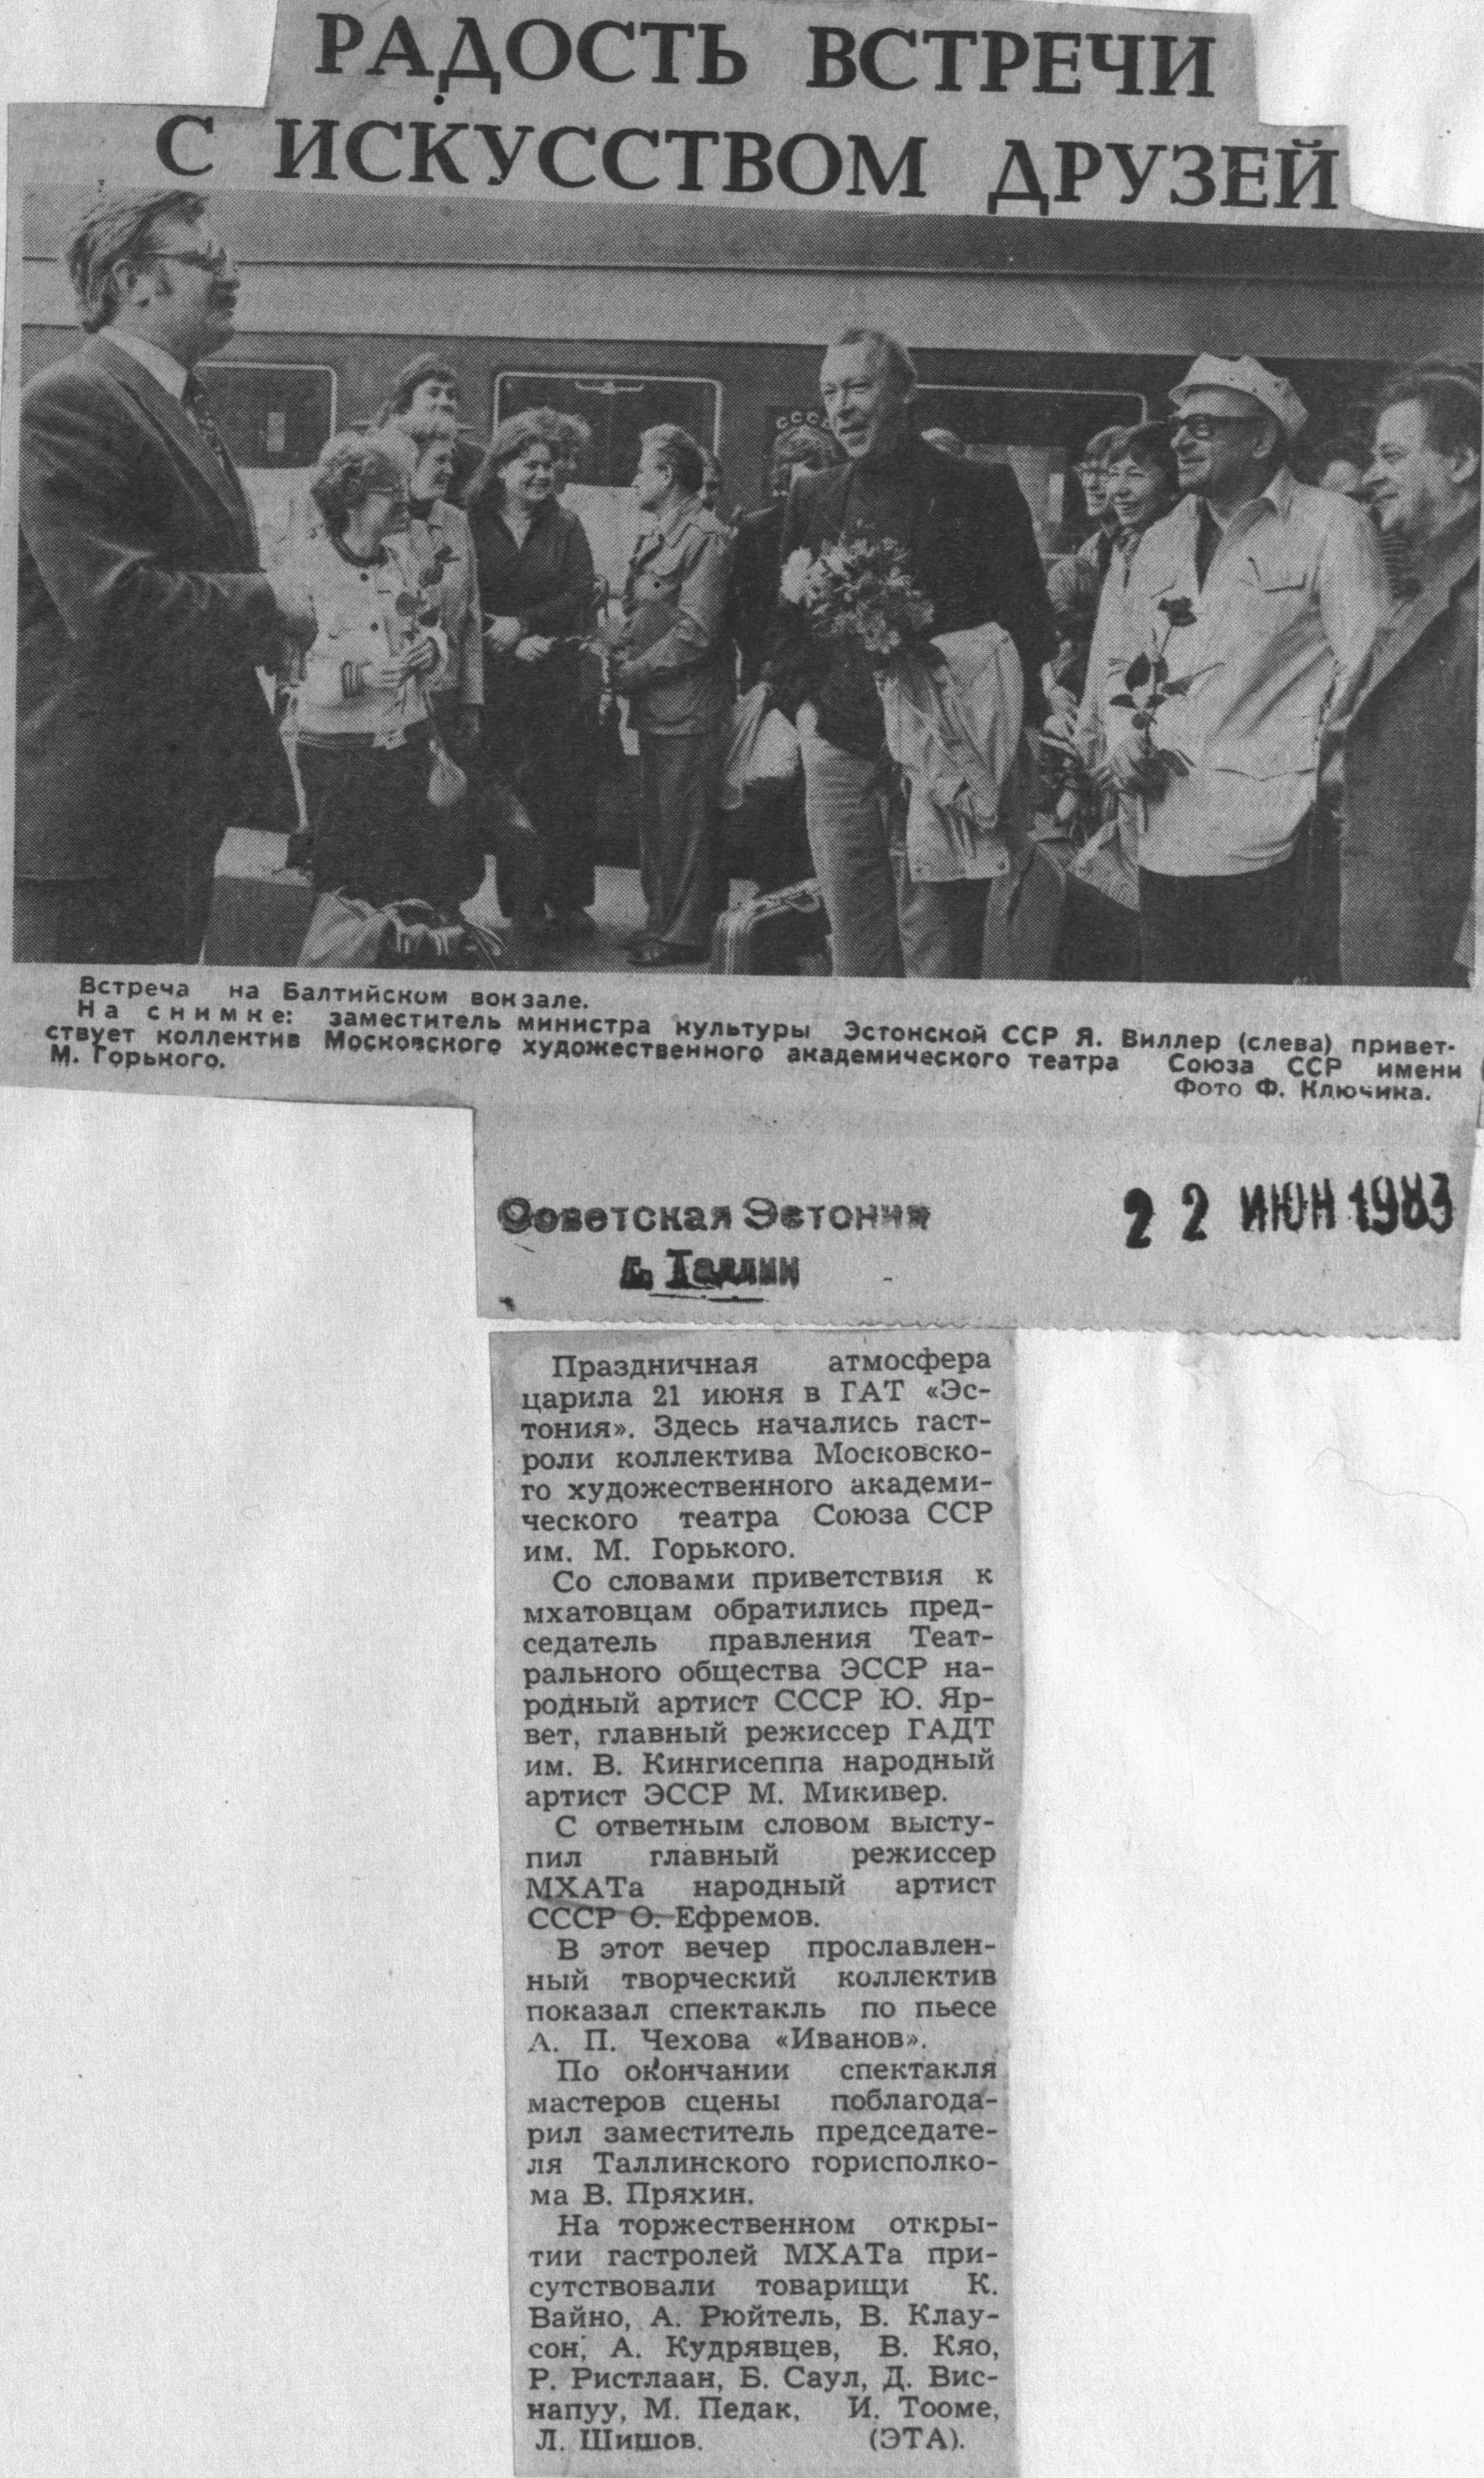 РАДОСТЬ ВСТРЕЧИ
С ИСКУССТВОМ ДРУЗЕЙ
СССР
Встреча на Балтийском вокзале.
На снимке: заместитель министра культуры Эстонской ССР Я. Виллер (слева) привет-
ствует коллектив Московского художественного академического театра Союза ССР имени
М. Горького.
Фото Ф. Ключика.
Советская Эстония
г. Таллин
22 ИЮН 1983
Праздничная атмосфера
царила 21 июня в ГАТ «Эс-
тония». Здесь начались гаст-
роли коллектива Московско-
го художественного академи-
ческого театра Союза ССР
им. М. Горького.
Со словами приветствия к
мхатовцам обратились пред-
седатель правления Теат-
рального общества ЭССР на-
родный артист СССР Ю. Яр-
вет, главный режиссер ГАДТ
им. В. Кингисеппа народный
артист ЭССР М. Микивер.
С ответным словом высту-
пил главный режиссер
МХАТа народный артист
СССР О. Ефремов.
В этот вечер прославлен-
ный творческий коллектив
показал спектакль по пьесе
А. П. Чехова «Иванов».
По окончании спектакля
мастеров сцены поблагода-
рил заместитель председате-
ля Таллинского горисполко-
ма В. Пряхин.
На торжественном откры-
тии гастролей МХАТа при-
сутствовали товарищи К.
Вайно, А. Рюйтель, В. Клау-
сон, А. Кудрявцев, В. Кяо,
Р. Ристлаан, Б. Саул, Д. Вис-
напуу, М. Педак, И. Тооме,
Л. Шишов. (ЭТА).